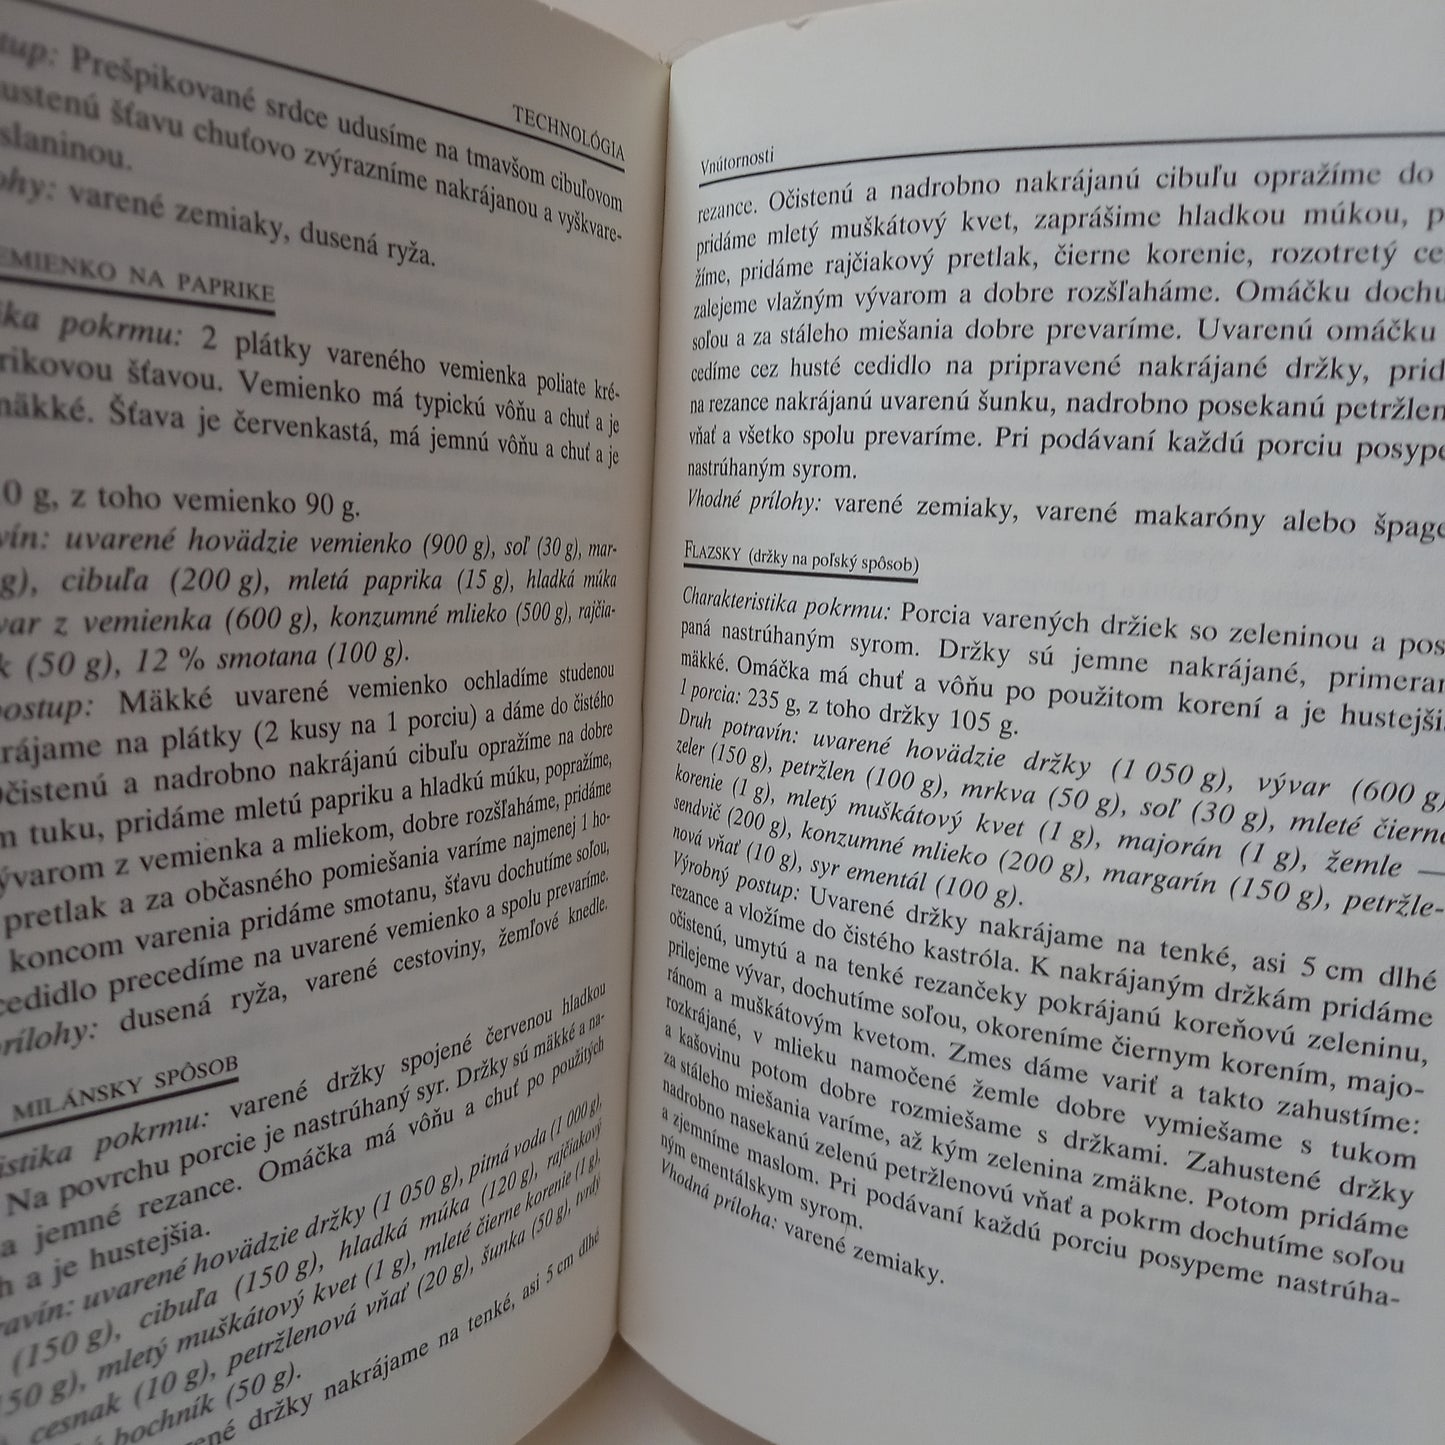 TECHNOLÓGIA
Prešpikované srdce udusíme na tmavšom cibuľovom
šťavu chuťovo zvýrazníme nakrájanou a vyškvare-
slaninou.
varené zemiaky, dusená ryža.
NA PAPRIKE
pokrmu: 2 plátky vareného vemienka poliate kré-
šťavou. Vemienko má typickú vôňu a chuť a je
Šťava je červenkastá, má jemnú vôňu a chuť a je
0 g, z toho vemienko 90 g.
uvarené hovädzie vemienko (900 g), soľ (30 g), mar-
g), cibuľa (200 g), mletá paprika (15 g), hladká múka
z vemienka (600 g), konzumné mlieko (500 g), rajčia-
k (50 g), 12 % smotana (100 g).
postup: Mäkké uvarené vemienko ochladíme studenou
na plátky (2 kusy na 1 porciu) a dáme do čistého
a nadrobno nakrájanú cibuľu opražíme na dobre
tuku, pridáme mletú papriku a hladkú múku, popražíme,
z vemienka a mliekom, dobre rozšľaháme, pridáme
pretlak a za občasného pomiešania varíme najmenej 1 ho-
koncom varenia pridáme smotanu, šťavu dochutíme soľou,
cedidlo precedíme na uvarené vemienko a spolu prevaríme.
dusená ryža, varené cestoviny, žemľové knedle.
MILÁNSKY SPÔSOB
pokrmu: varené držky spojené červenou hladkou
Na povrchu porcie je nastrúhaný syr. Držky sú mäkké a na-
a jemné rezance. Omáčka má vôňu a chuť po použitých
h a je hustejšia.
uvarené hovädzie držky (1 050 g), pitná voda (1 000 g),
(150 g), cibuľa (150 g), hladká múka (120 g), rajčiakový
50 g), mletý muškátový kvet (1 g), mleté čierne korenie (1 g),
cesnak (10 g), petržlenová vňať (20 g), šunka (50 g), tvrdý
bochník (50 g).
držky nakrájame na tenké, asi 5 cm dlhé
Vnútornosti
rezance. Očistenú a nadrobno nakrájanú cibuľu opražíme do
pridáme mletý muškátový kvet, zaprášime hladkou múkou, p
žíme, pridáme rajčiakový pretlak, čierne korenie, rozotretý ce
zalejeme vlažným vývarom a dobre rozšľaháme. Omáčku dochu
soľou a za stáleho miešania dobre prevaríme. Uvarenú omáčku
cedíme cez husté cedidlo na pripravené nakrájané držky, prid
na rezance nakrájanú uvarenú šunku, nadrobno posekanú petržlen
vňať a všetko spolu prevaríme. Pri podávaní každú porciu posype
nastrúhaným syrom.
Vhodné prílohy: varené zemiaky, varené makaróny alebo špage
FLAZSKY (držky na poľský spôsob)
Charakteristika pokrmu: Porcia varených držiek so zeleninou a pos
paná nastrúhaným syrom. Držky sú jemne nakrájané, primeran
mäkké. Omáčka má chuť a vôňu po použitom korení a je hustejši
1 porcia: 235 g, z toho držky 105 g.
Druh potravín: uvarené hovädzie držky (1 050 g), vývar (600 g)
zeler (150 g), petržlen (100 g), mrkva (50 g), soľ (30 g), mleté čierne
korenie (1 g), mletý muškátový kvet (1 g), majorán (1 g), žemle —
sendvič (200 g), konzumné mlieko (200 g), margarín (150 g), petržle-
nová vňať (10 g), syr ementál (100 g).
Výrobný postup: Uvarené držky nakrájame na tenké, asi 5 cm dlhé
rezance a vložíme do čistého kastróla. K nakrájaným držkám pridáme
očistenú, umytú a na tenké rezančeky pokrájanú koreňovú zeleninu,
prilejeme vývar, dochutíme soľou, okoreníme čiernym korením, majo-
ránom a muškátovým kvetom. Zmes dáme variť a takto zahustíme:
rozkrájané, v mlieku namočené žemle dobre vymiešame s tukom
a kašovinu potom dobre rozmiešame s držkami. Zahustené držky
za stáleho miešania varíme, až kým zelenina zmäkne. Potom pridáme
nadrobno nasekanú zelenú petržlenovú vňať a pokrm dochutíme soľou
a zjemníme maslom. Pri podávaní každú porciu posypeme nastrúha-
ným ementálskym syrom.
Vhodná príloha: varené zemiaky.